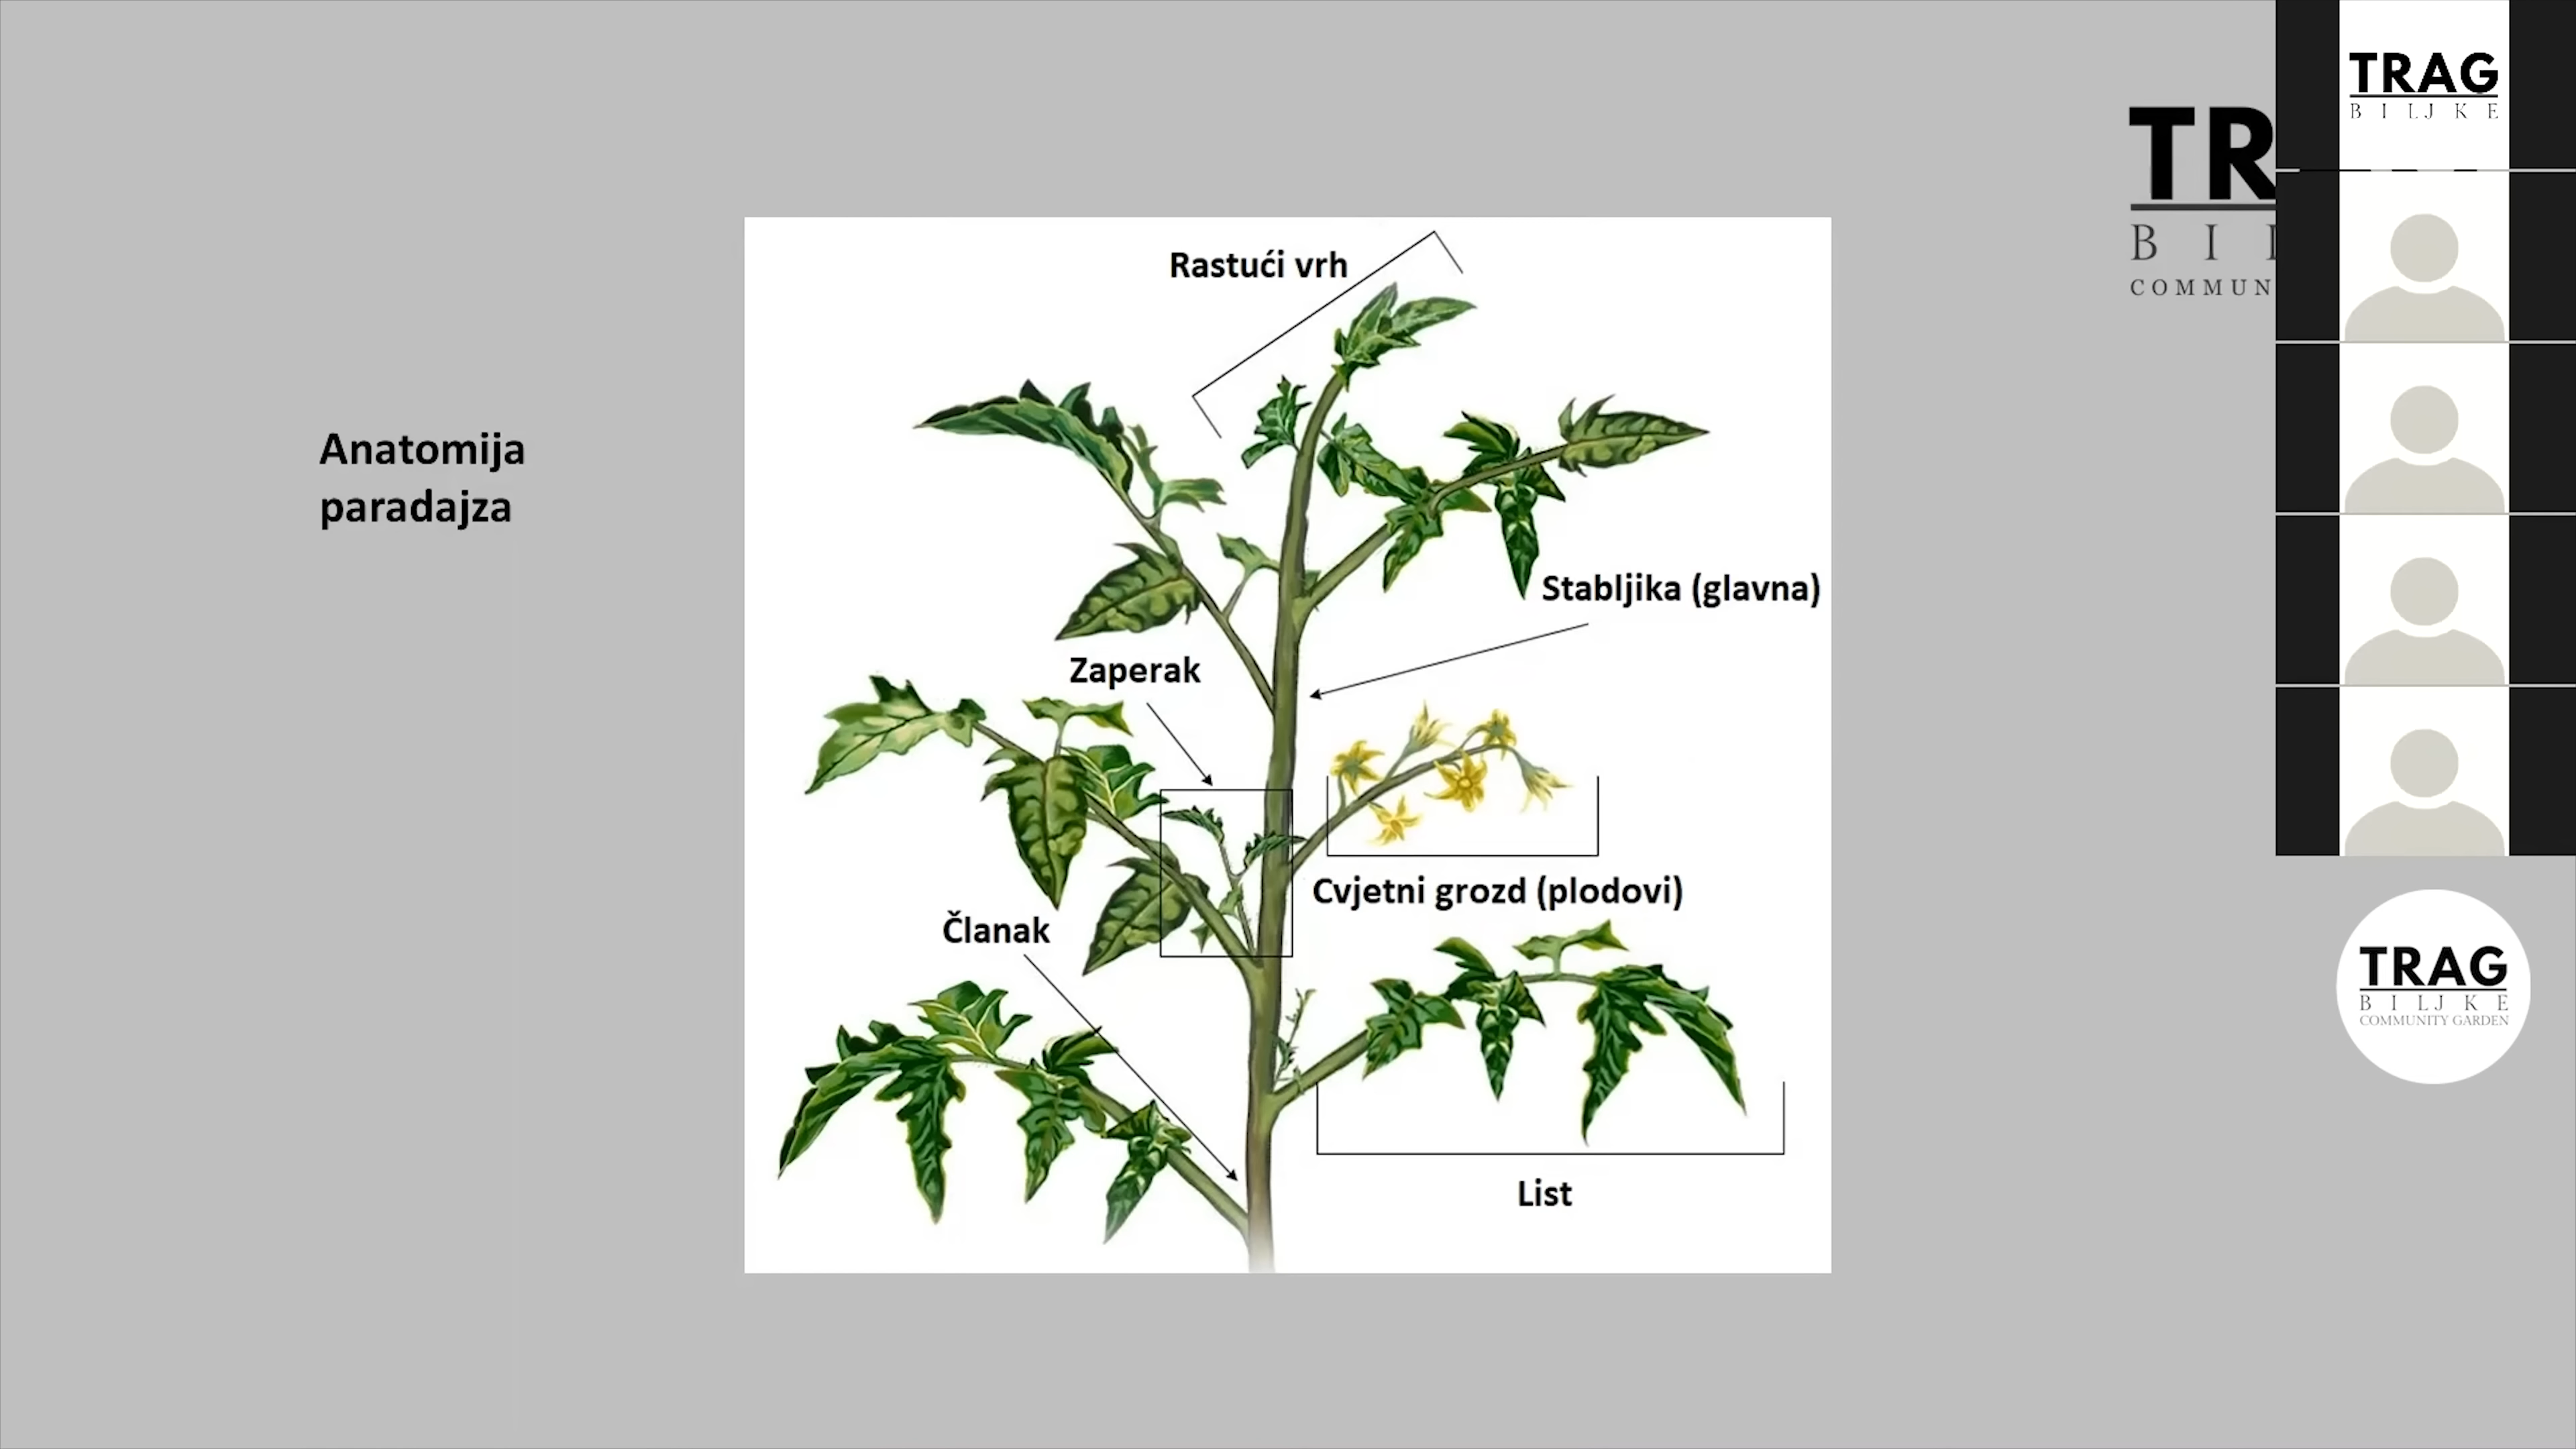 Anatomija
paradajza
Rastući vrh
Stabljika (glavna)
Zaperak
Cvjetni grozd (plodovi)
Članak
List
TR
BI
COMMUN
TRAG
BILJKE
TRAG
BILJKE
COMMUNITY GARDEN